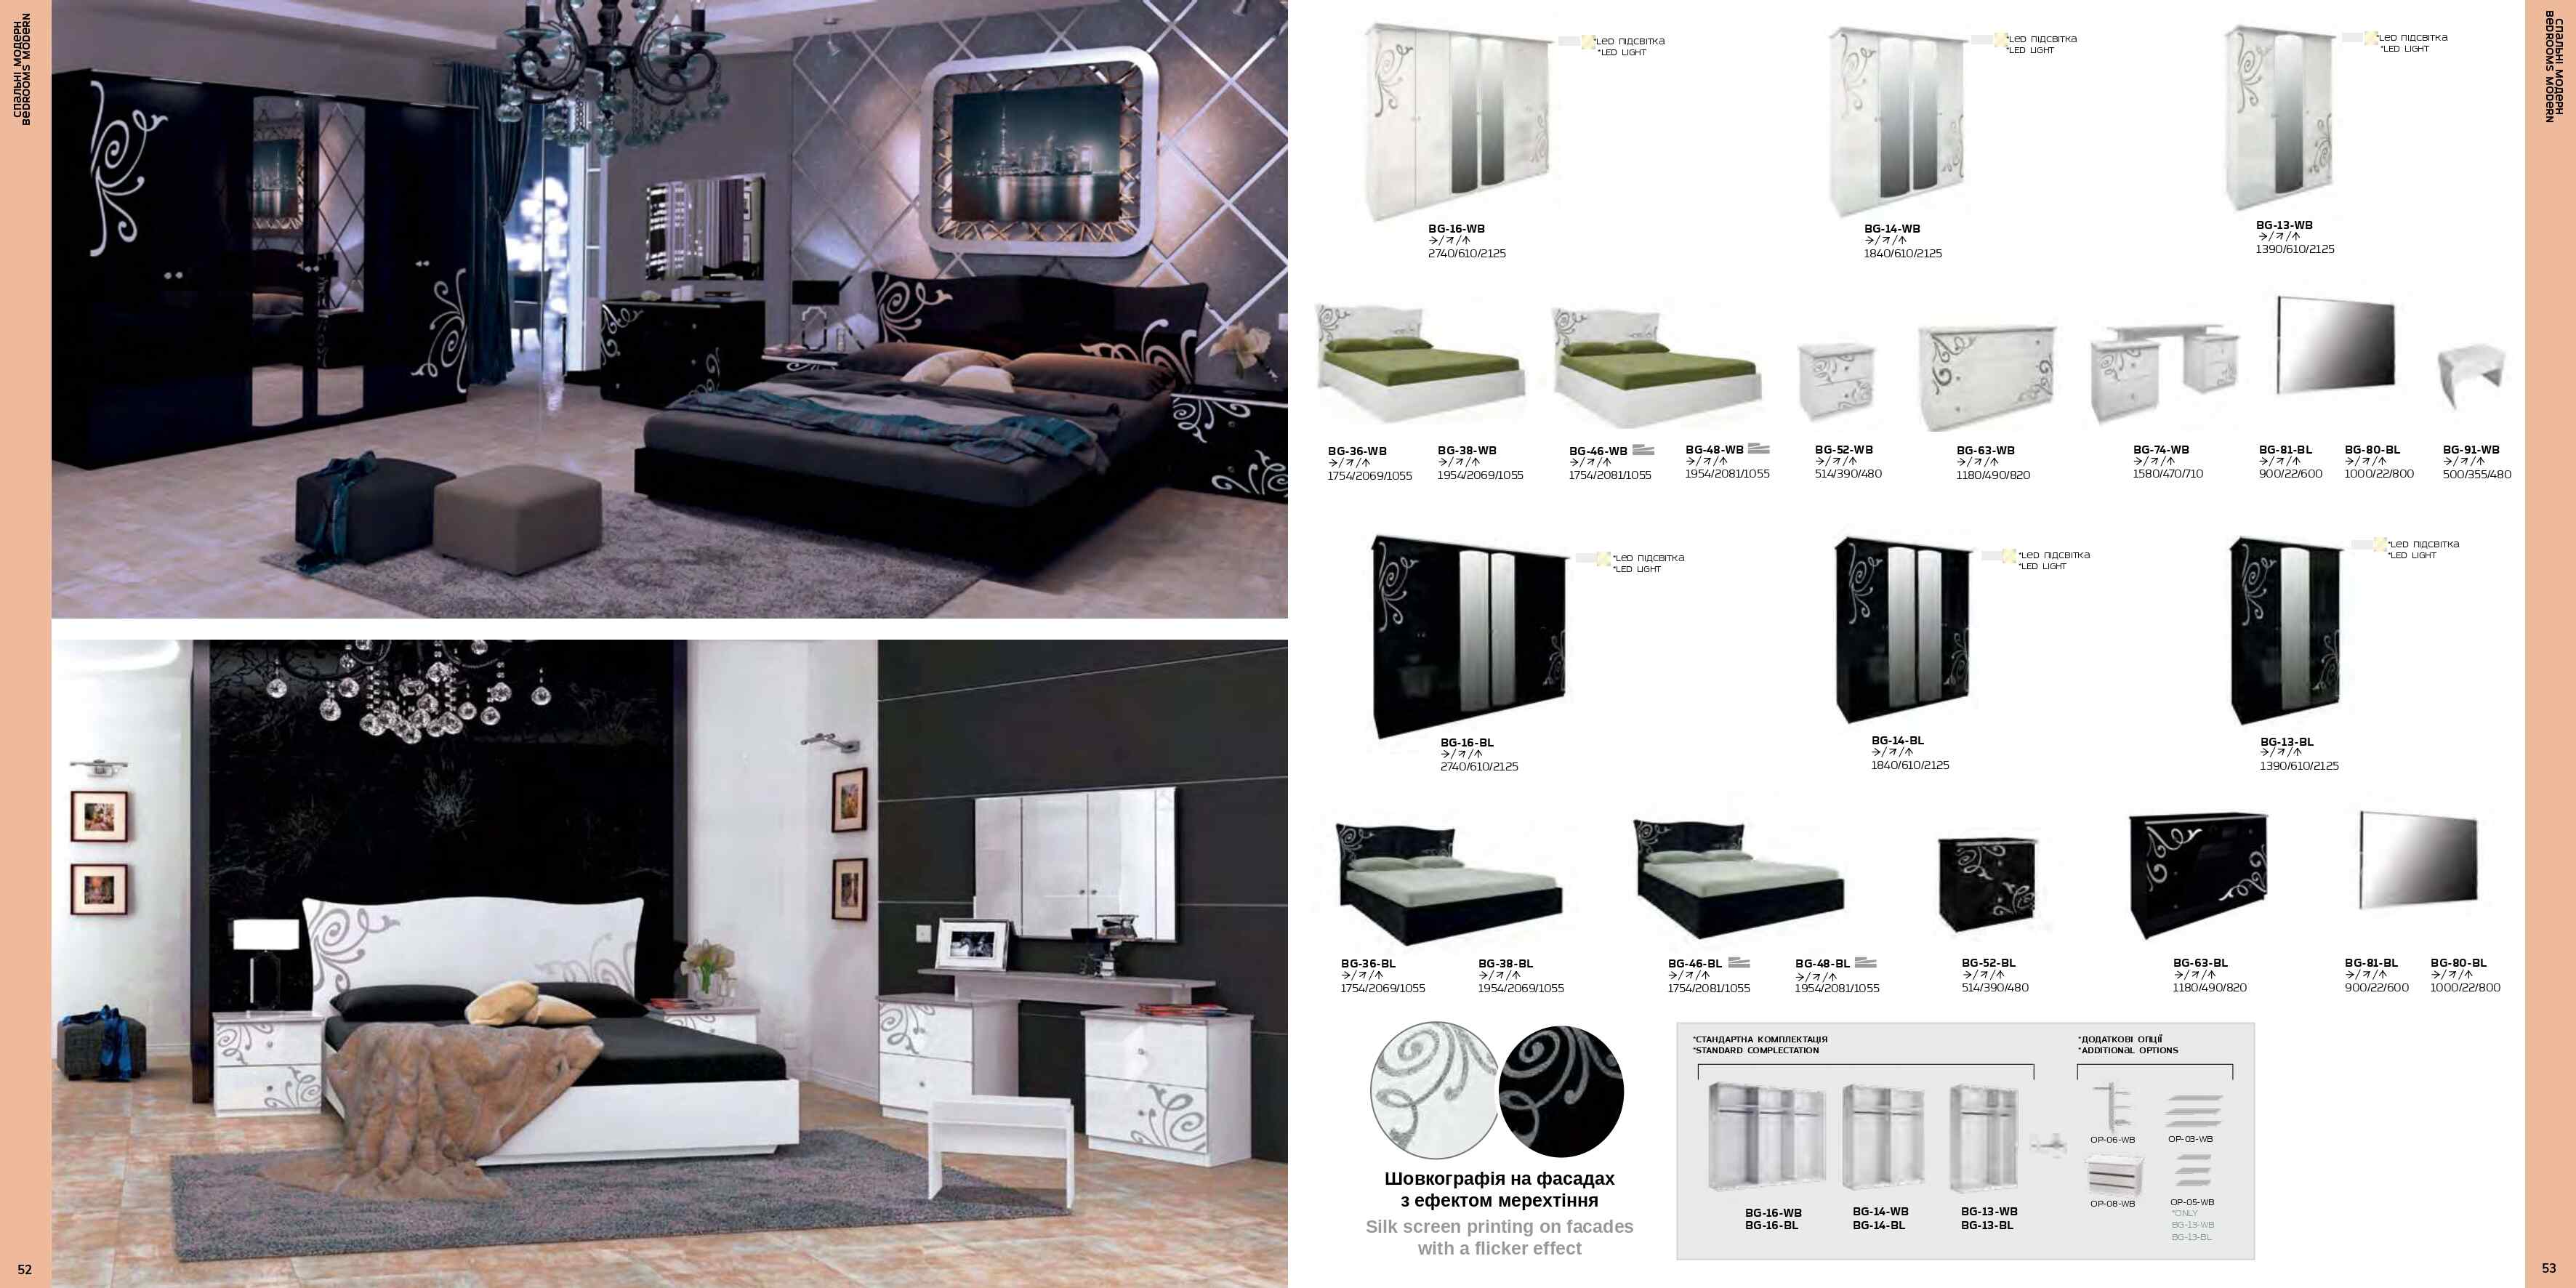 СПАЛЬНІ МОДЕРН
BEDROOMS MODERN
52
*LED ПІДСВІТКА
*LED LIGHT
BG-16-WB
2740/610/2125
*LED ПІДСВІТКА
*LED LIGHT
BG-14-WB
1840/610/2125
*LED ПІДСВІТКА
*LED LIGHT
BG-13-WB
1390/610/2125
BG-36-WB
1754/2069/1055
BG-38-WB
1954/2069/1055
BG-46-WB
1754/2081/1055
BG-48-WB
1954/2081/1055
BG-52-WB
514/390/480
BG-63-WB
1180/490/820
BG-74-WB
1580/470/710
BG-81-BL
900/22/600
BG-80-BL
1000/22/800
BG-91-WB
500/355/480
*LED ПІДСВІТКА
*LED LIGHT
BG-16-BL
2740/610/2125
*LED ПІДСВІТКА
*LED LIGHT
BG-14-BL
1840/610/2125
*LED ПІДСВІТКА
*LED LIGHT
BG-13-BL
1390/610/2125
BG-36-BL
1754/2069/1055
BG-38-BL
1954/2069/1055
BG-46-BL
1754/2081/1055
BG-48-BL
1954/2081/1055
BG-52-BL
514/390/480
BG-63-BL
1180/490/820
BG-81-BL
900/22/600
BG-80-BL
1000/22/800
Шовкографія на фасадах
з ефектом мерехтіння
Silk screen printing on facades
with a flicker effect
*СТАНДАРТНА КОМПЛЕКТАЦІЯ
*STANDARD COMPLECTATION
BG-16-WB
BG-16-BL
BG-14-WB
BG-14-BL
BG-13-WB
BG-13-BL
*ДОДАТКОВІ ОПЦІЇ
*ADDITIONAL OPTIONS
OP-06-WB
OP-03-WB
OP-08-WB
OP-05-WB
*ONLY
BG-13-WB
BG-13-BL
СПАЛЬНІ МОДЕРН
BEDROOMS MODERN
53